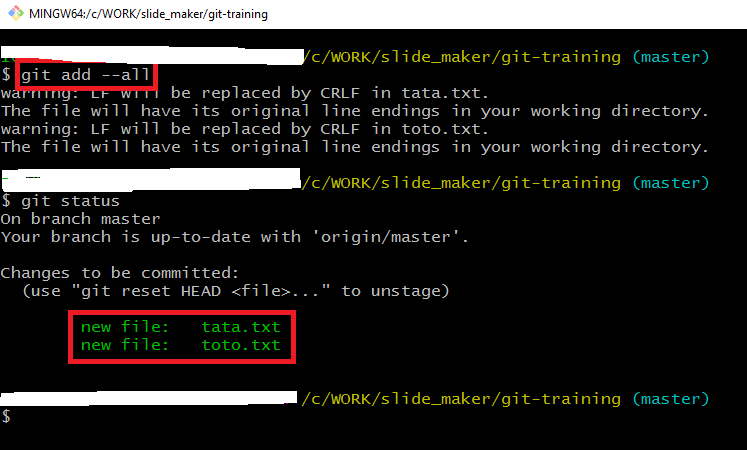 MINGW64:/c/WORK/slide_maker/git-training
/c/WORK/slide_maker/git-training (master)
$ git add --all
warning: LF will be replaced by CRLF in tata.txt.
The file will have its original line endings in your working directory.
warning: LF will be replaced by CRLF in toto.txt.
The file will have its original line endings in your working directory.
/c/WORK/slide_maker/git-training (master)
$ git status
On branch master
Your branch is up-to-date with 'origin/master'.
Changes to be committed:
(use "git reset HEAD <file>..." to unstage)
new file: tata.txt
new file: toto.txt
/c/WORK/slide_maker/git-training (master)
$